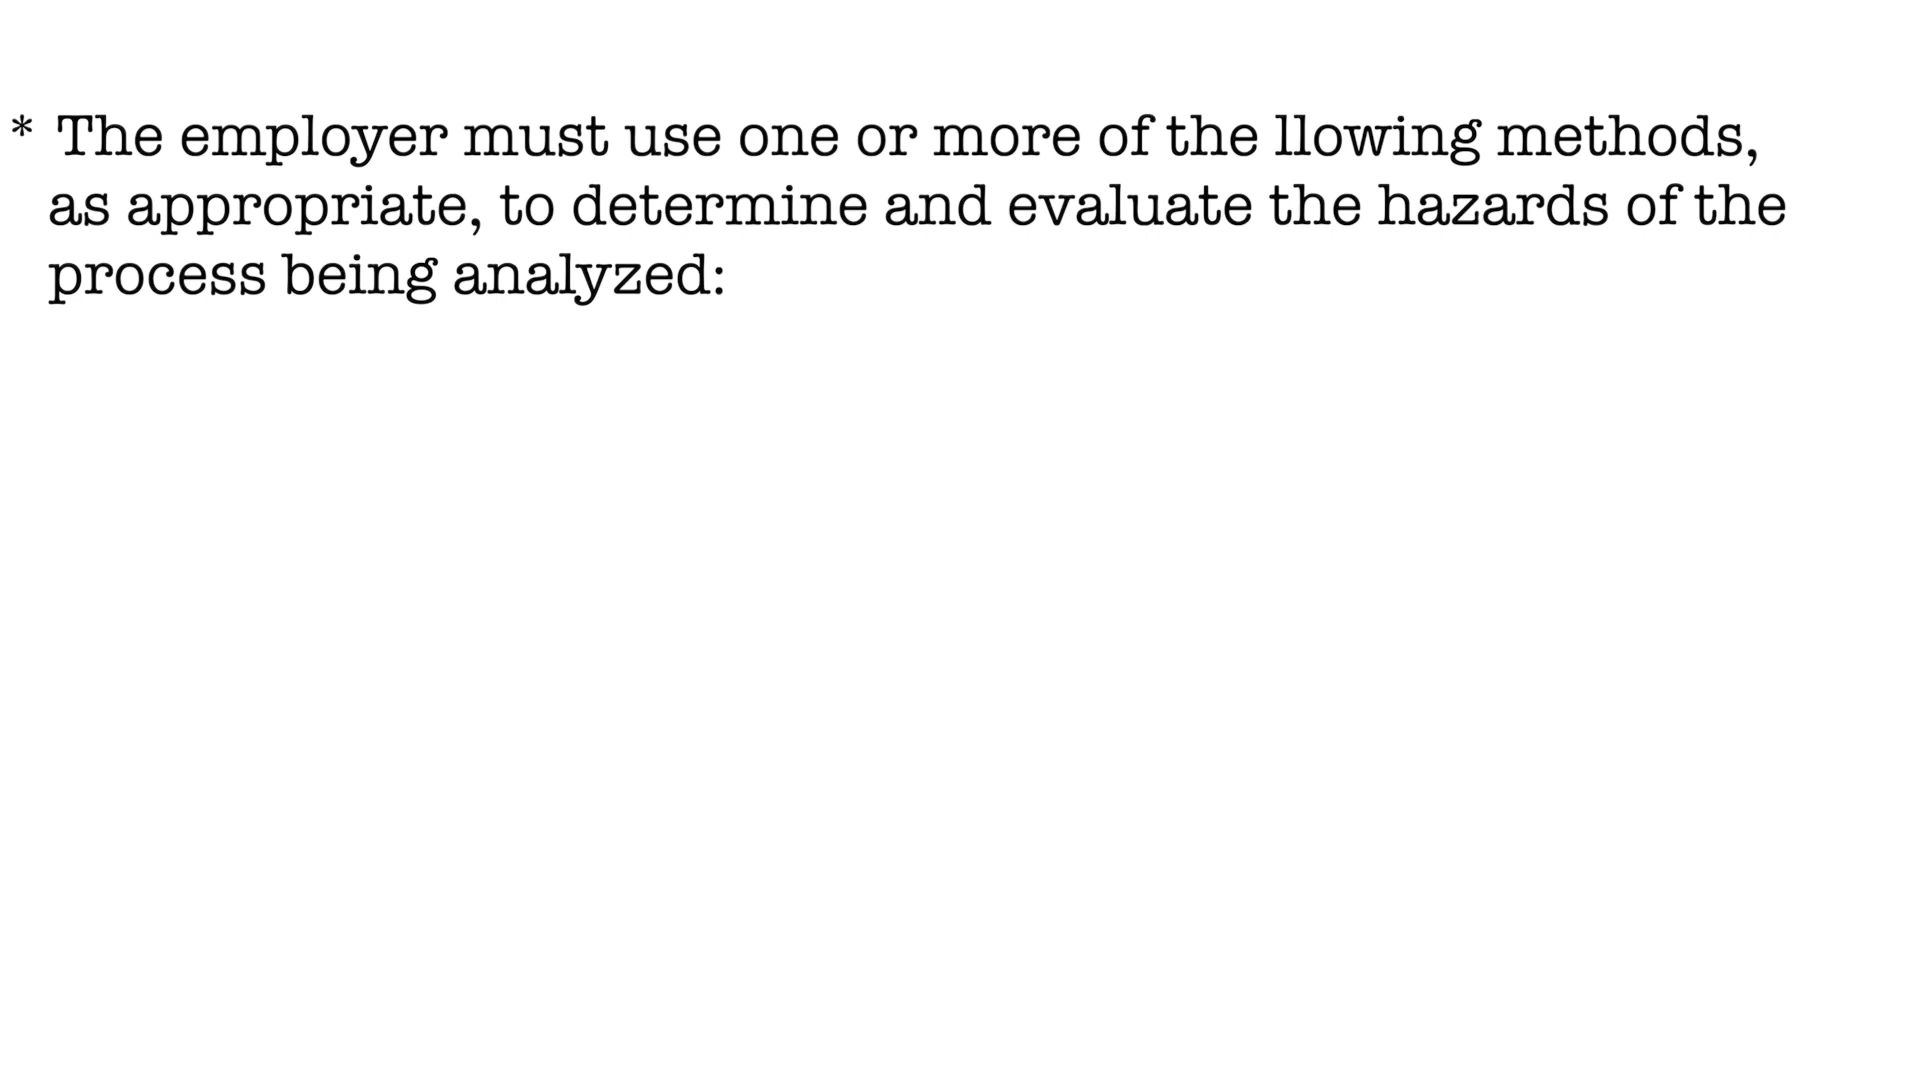 * The employer must use one or more of the llowing methods,
as appropriate, to determine and evaluate the hazards of the
process being analyzed: